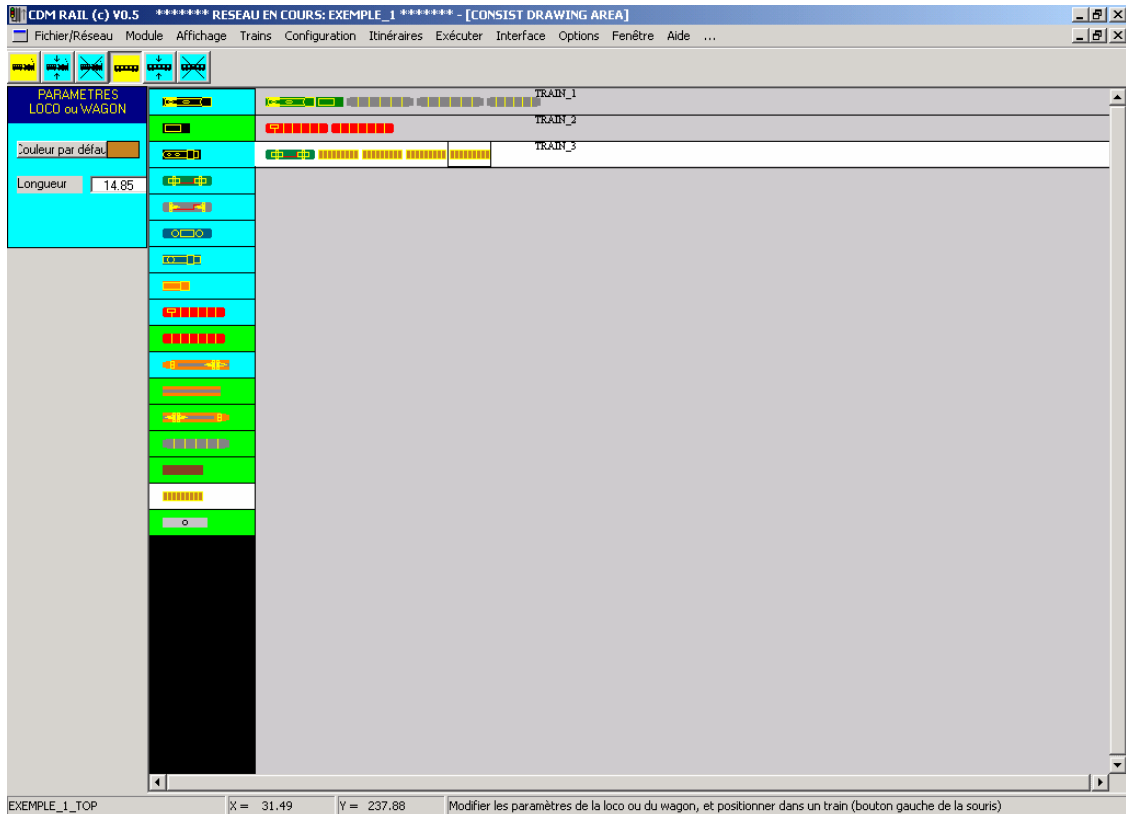 CDM RAIL (c) V0.5 ******* RESEAU EN COURS: EXEMPLE_1 ******* - [CONSIST DRAWING AREA]
Fichier/Réseau Module Affichage Trains Configuration Itinéraires Exécuter Interface Options Fenêtre Aide ...
PARAMETRES
LOCO ou WAGON
TRAIN_1
TRAIN_2
Couleur par défau
TRAIN_3
Longueur 14.85
EXEMPLE_1_TOP X = 31.49 Y = 237.88 Modifier les paramètres de la loco ou du wagon, et positionner dans un train (bouton gauche de la souris)